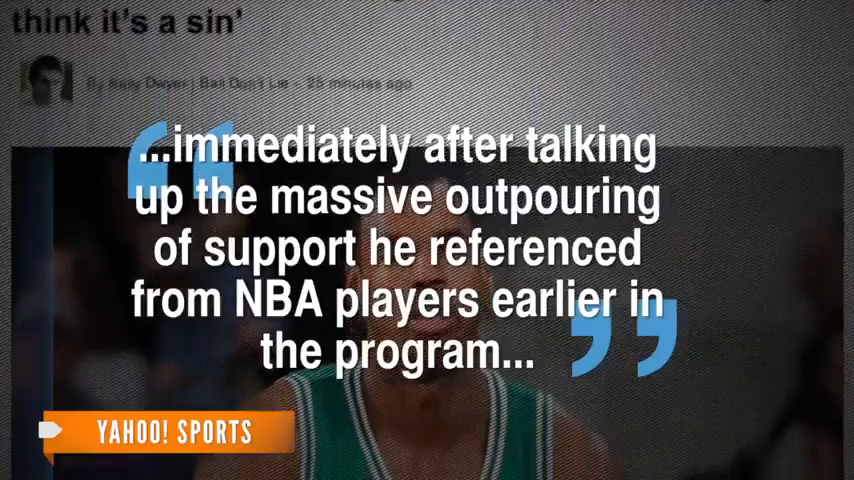 think it's a sin'
By Kelly Dwyer | Ball Don't Lie - 25 minutes ago
...immediately after talking
up the massive outpouring
of support he referenced
from NBA players earlier in
the program...
YAHOO! SPORTS